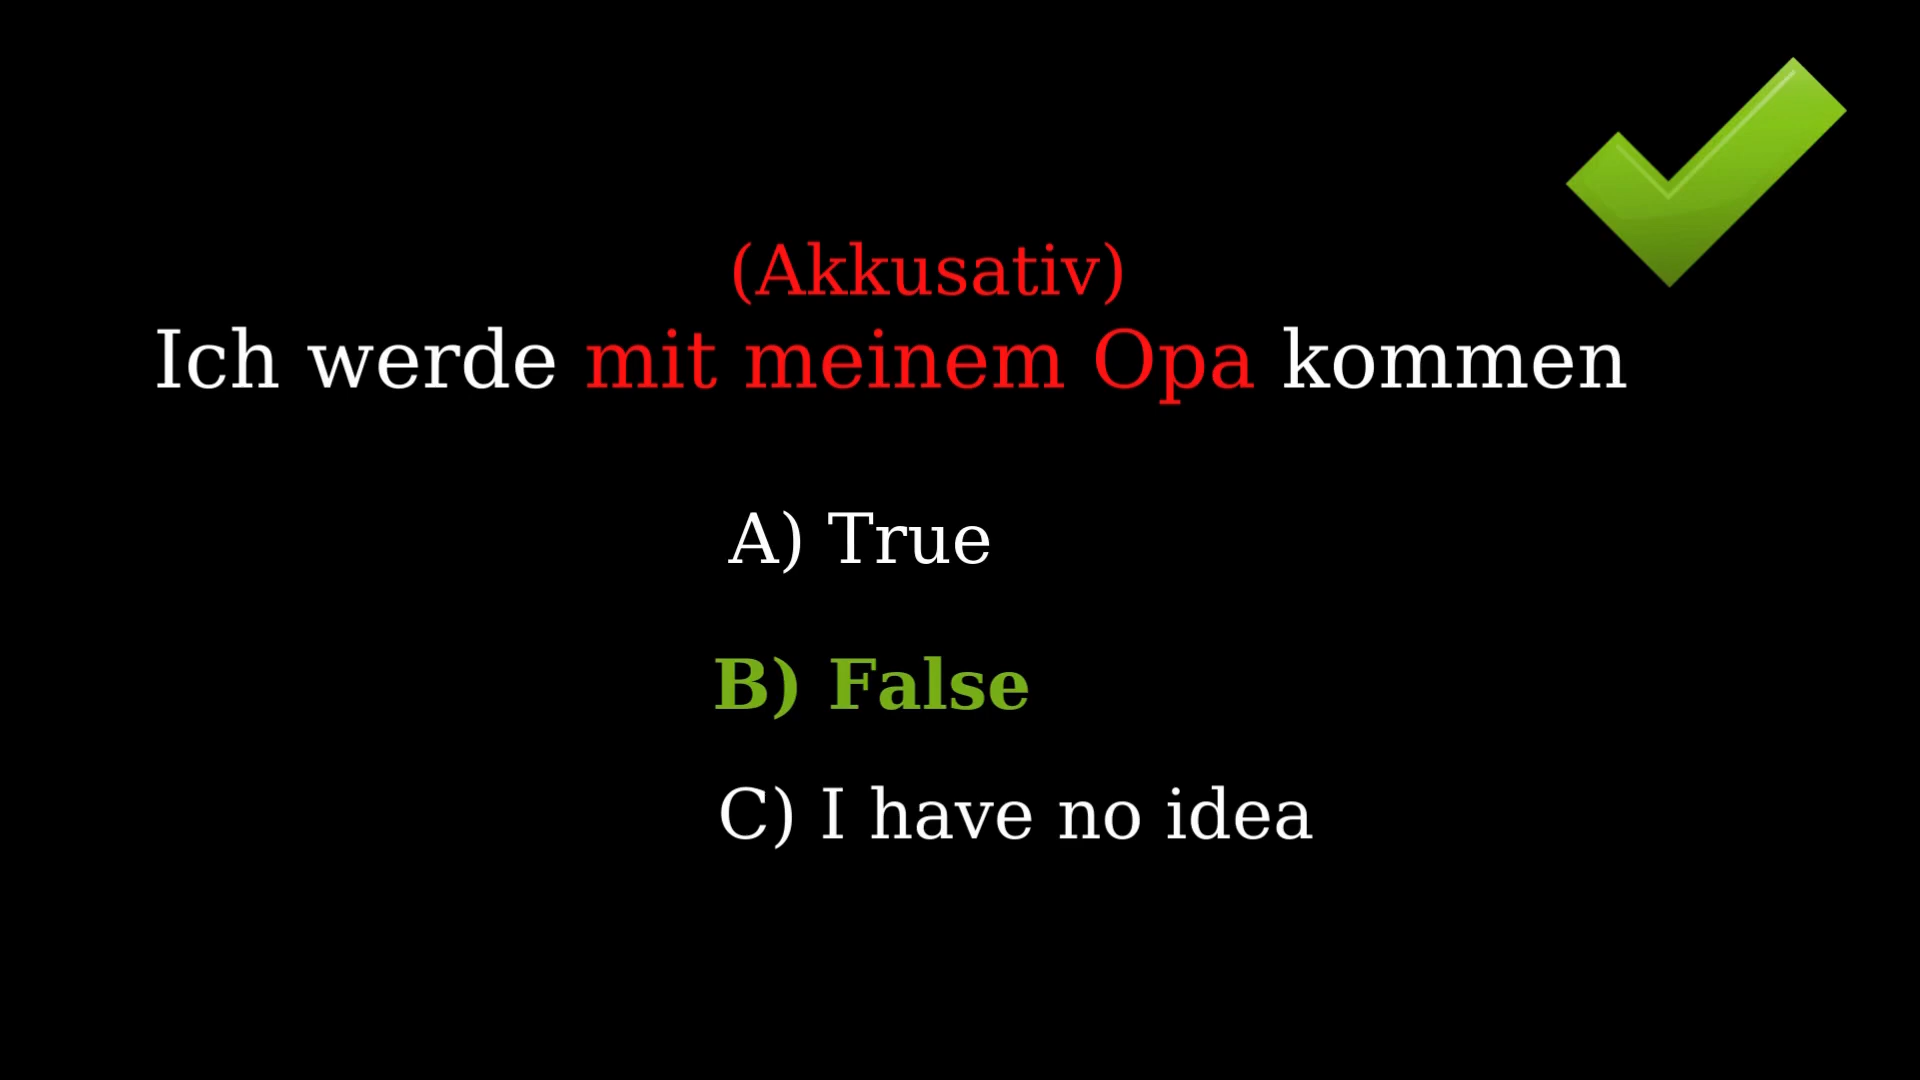 (Akkusativ)
Ich werde mit meinem Opa kommen
A) True
B) False
C) I have no idea